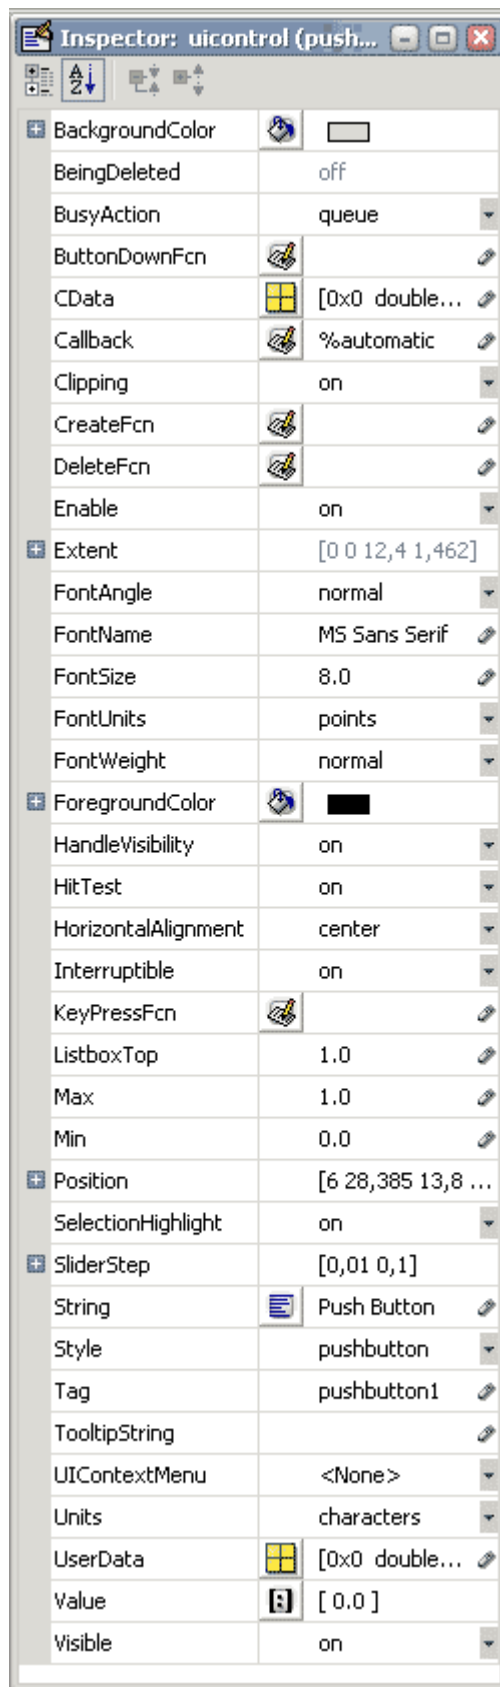 Inspector: uicontrol (push...
BackgroundColor
BeingDeleted off
BusyAction queue
ButtonDownFcn
CData [0x0 double...
Callback %automatic
Clipping on
CreateFcn
DeleteFcn
Enable on
Extent [0 0 12,4 1,462]
FontAngle normal
FontName MS Sans Serif
FontSize 8.0
FontUnits points
FontWeight normal
ForegroundColor
HandleVisibility on
HitTest on
HorizontalAlignment center
Interruptible on
KeyPressFcn
ListboxTop 1.0
Max 1.0
Min 0.0
Position [6 28,385 13,8 ...
SelectionHighlight on
SliderStep [0,01 0,1]
String Push Button
Style pushbutton
Tag pushbutton1
TooltipString
UIContextMenu <None>
Units characters
UserData [0x0 double...
Value [ 0.0 ]
Visible on